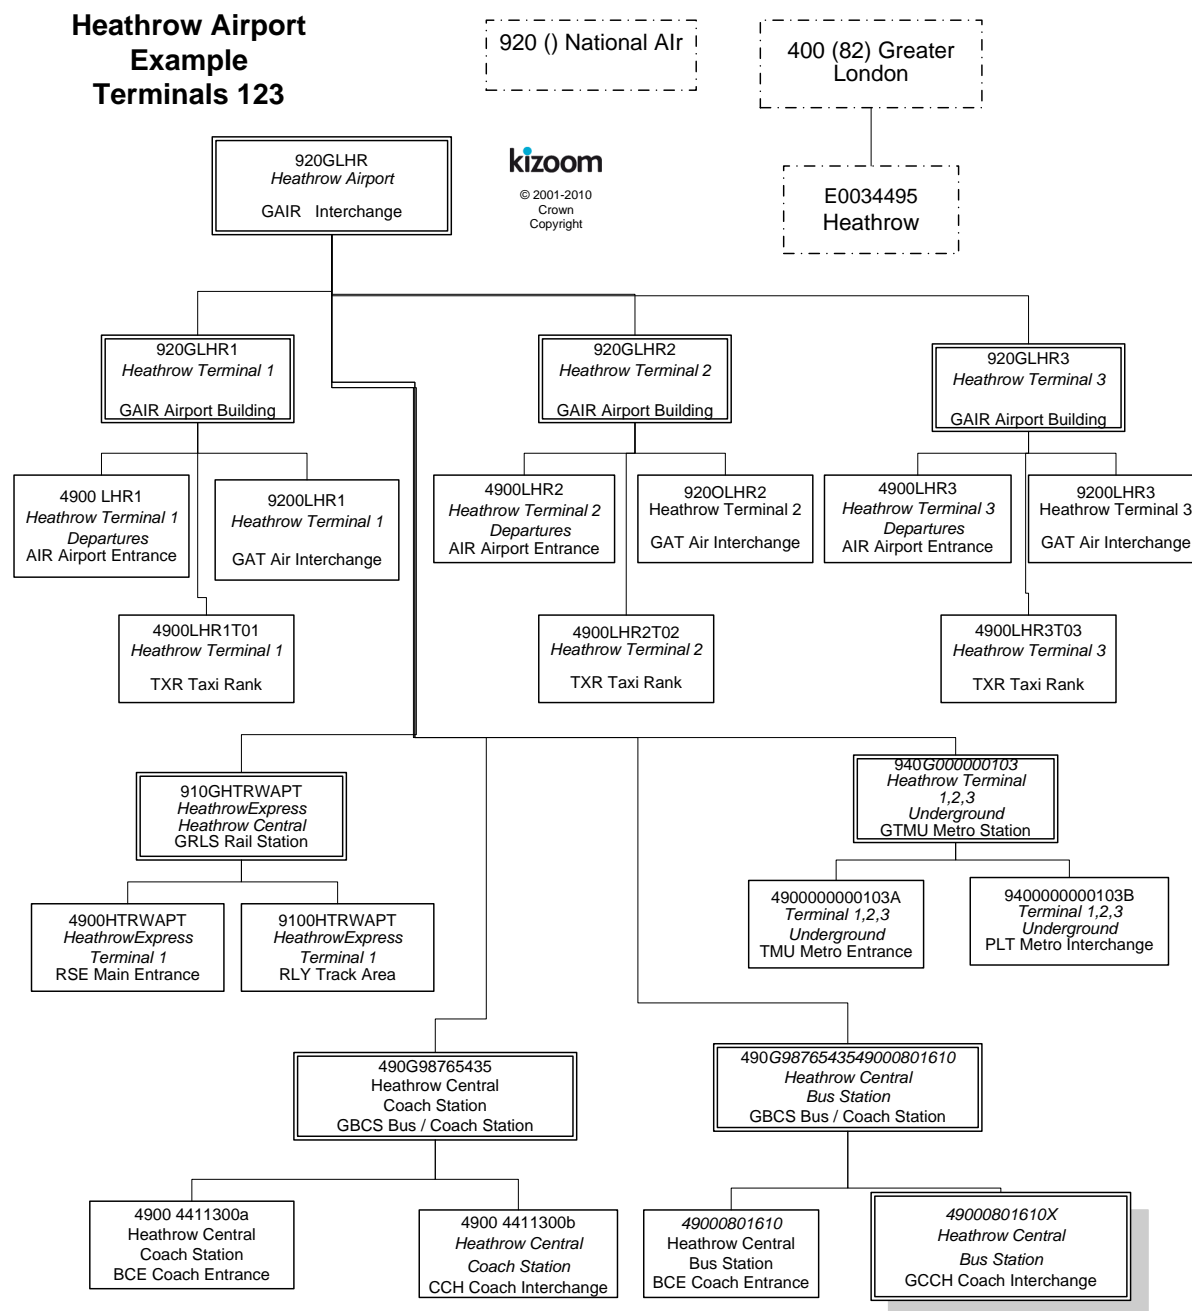 Heathrow Airport
Example
Terminals 123
920 () National AIr
400 (82) Greater
London
920GLHR
Heathrow Airport
GAIR Interchange
kizoom
© 2001-2010
Crown
Copyright
E0034495
Heathrow
920GLHR1
Heathrow Terminal 1
GAIR Airport Building
920GLHR2
Heathrow Terminal 2
GAIR Airport Building
920GLHR3
Heathrow Terminal 3
GAIR Airport Building
4900 LHR1
Heathrow Terminal 1
Departures
AIR Airport Entrance
9200LHR1
Heathrow Terminal 1
GAT Air Interchange
4900LHR2
Heathrow Terminal 2
Departures
AIR Airport Entrance
920OLHR2
Heathrow Terminal 2
GAT Air Interchange
4900LHR3
Heathrow Terminal 3
Departures
AIR Airport Entrance
9200LHR3
Heathrow Terminal 3
GAT Air Interchange
4900LHR1T01
Heathrow Terminal 1
TXR Taxi Rank
4900LHR2T02
Heathrow Terminal 2
TXR Taxi Rank
4900LHR3T03
Heathrow Terminal 3
TXR Taxi Rank
910GHTRWAPT
HeathrowExpress
Heathrow Central
GRLS Rail Station
940G000000103
Heathrow Terminal
1,2,3
Underground
GTMU Metro Station
4900HTRWAPT
HeathrowExpress
Terminal 1
RSE Main Entrance
9100HTRWAPT
HeathrowExpress
Terminal 1
RLY Track Area
4900000000103A
Terminal 1,2,3
Underground
TMU Metro Entrance
9400000000103B
Terminal 1,2,3
Underground
PLT Metro Interchange
490G98765435
Heathrow Central
Coach Station
GBCS Bus / Coach Station
490G9876543549000801610
Heathrow Central
Bus Station
GBCS Bus / Coach Station
4900 4411300a
Heathrow Central
Coach Station
BCE Coach Entrance
4900 4411300b
Heathrow Central
Coach Station
CCH Coach Interchange
49000801610
Heathrow Central
Bus Station
BCE Coach Entrance
49000801610X
Heathrow Central
Bus Station
GCCH Coach Interchange